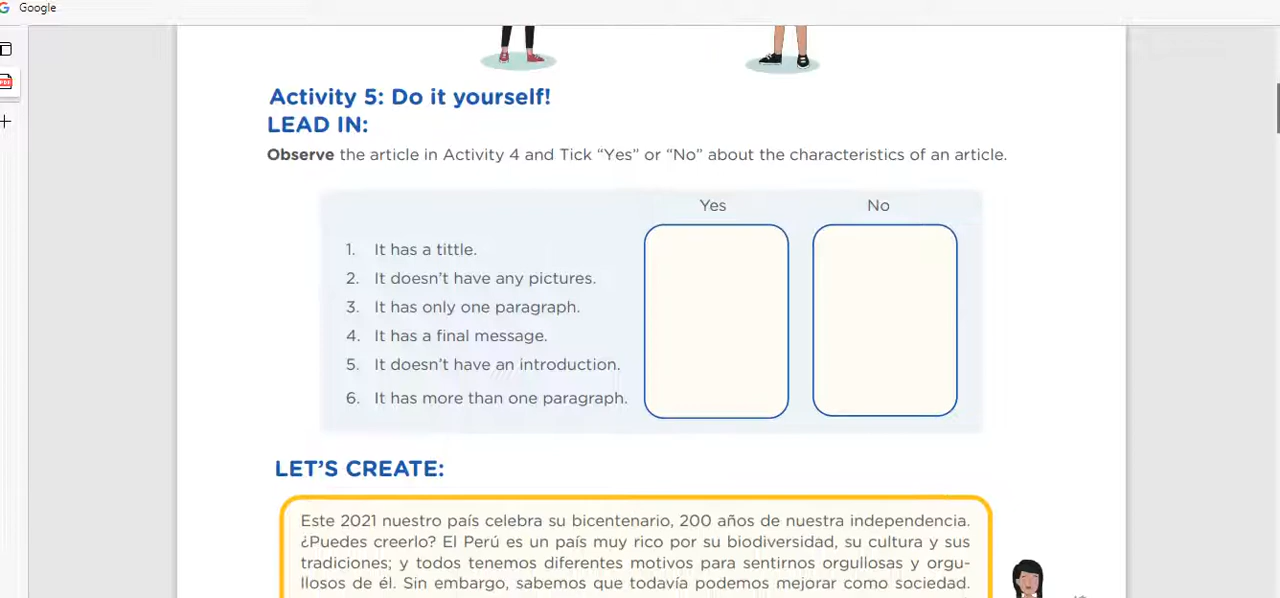 Google
Activity 5: Do it yourself!
LEAD IN:
Observe the article in Activity 4 and Tick “Yes” or “No” about the characteristics of an article.
Yes No
1. It has a tittle.
2. It doesn’t have any pictures.
3. It has only one paragraph.
4. It has a final message.
5. It doesn’t have an introduction.
6. It has more than one paragraph.
LET’S CREATE:
Este 2021 nuestro país celebra su bicentenario, 200 años de nuestra independencia.
¿Puedes creerlo? El Perú es un país muy rico por su biodiversidad, su cultura y sus
tradiciones; y todos tenemos diferentes motivos para sentirnos orgullosas y orgu-
llosos de él. Sin embargo, sabemos que todavía podemos mejorar como sociedad.